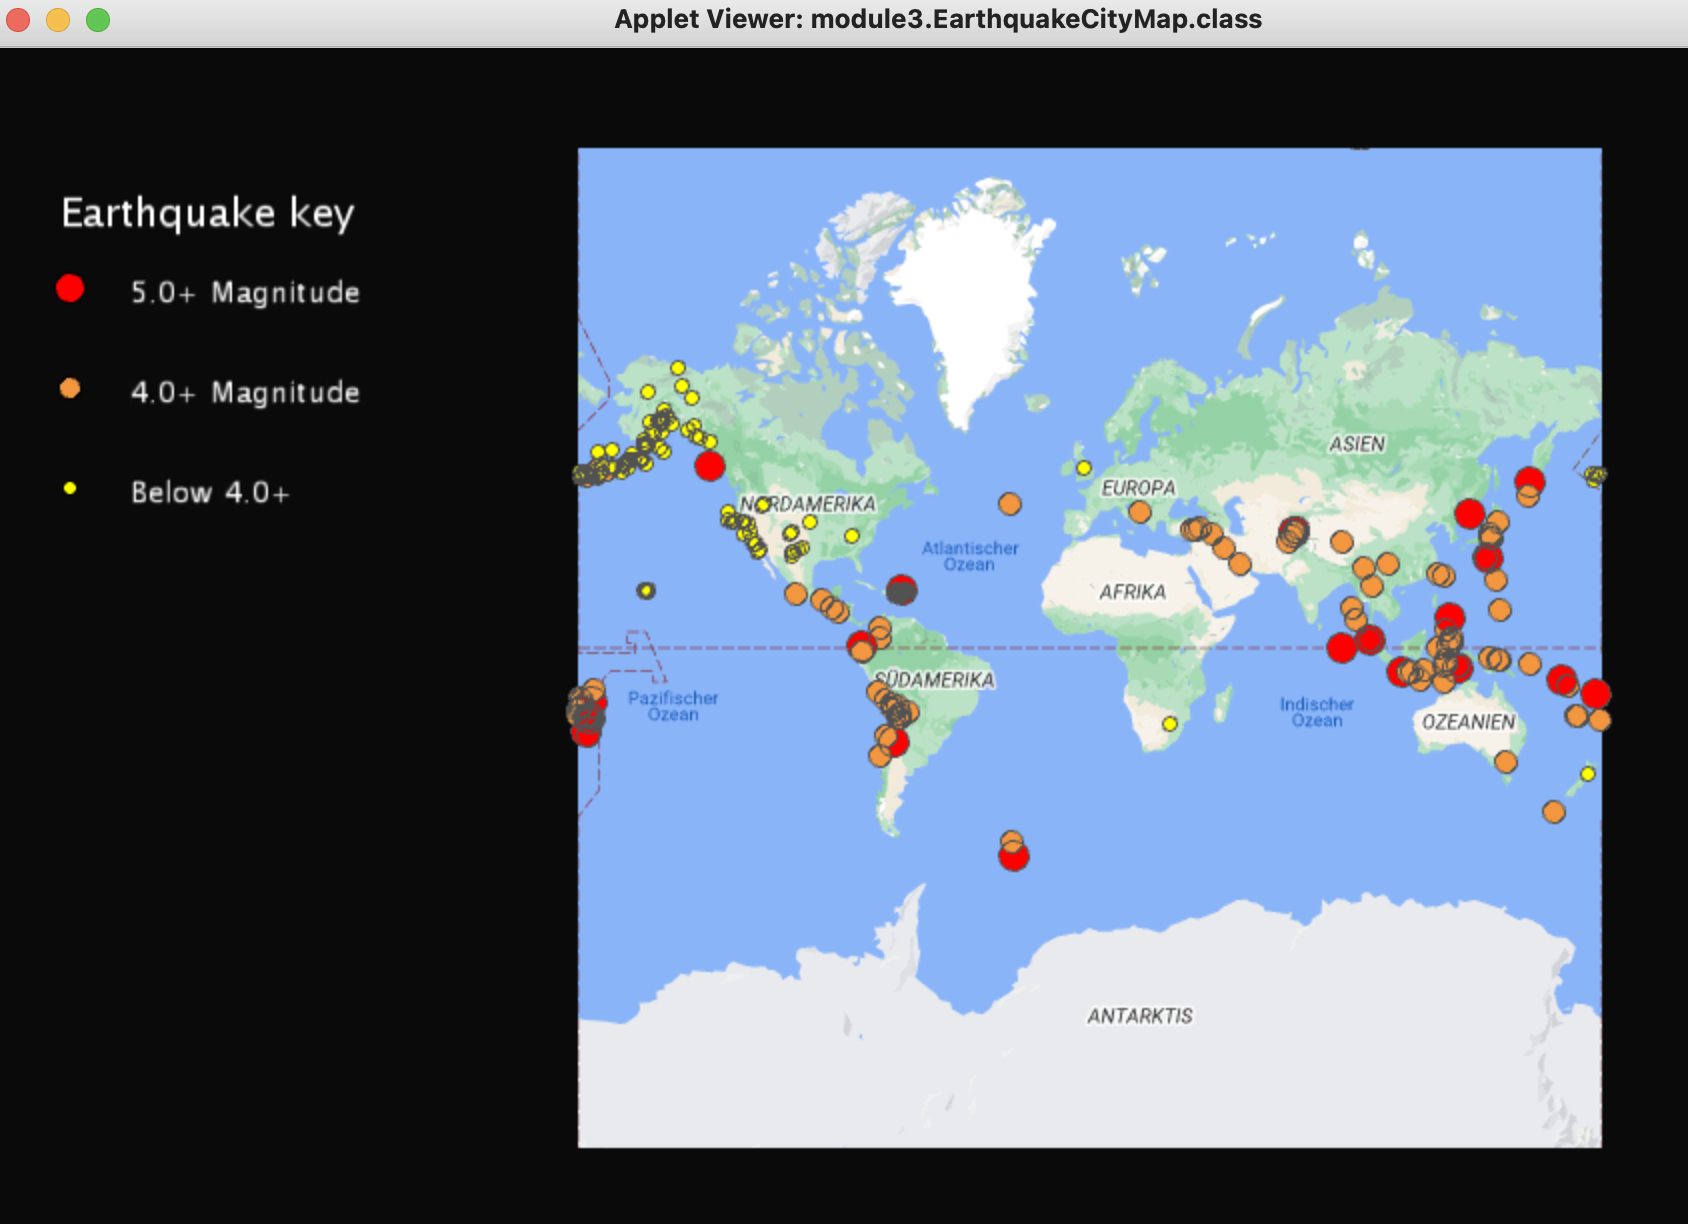 Applet Viewer: module3.EarthquakeCityMap.class
Earthquake key
5.0+ Magnitude
4.0+ Magnitude
Below 4.0+
ASIEN
EUROPA
NORDAMERIKA
Atlantischer
Ozean
AFRIKA
SÜDAMERIKA
Pazifischer
Ozean
Indischer
Ozean
OZEANIEN
ANTARKTIS